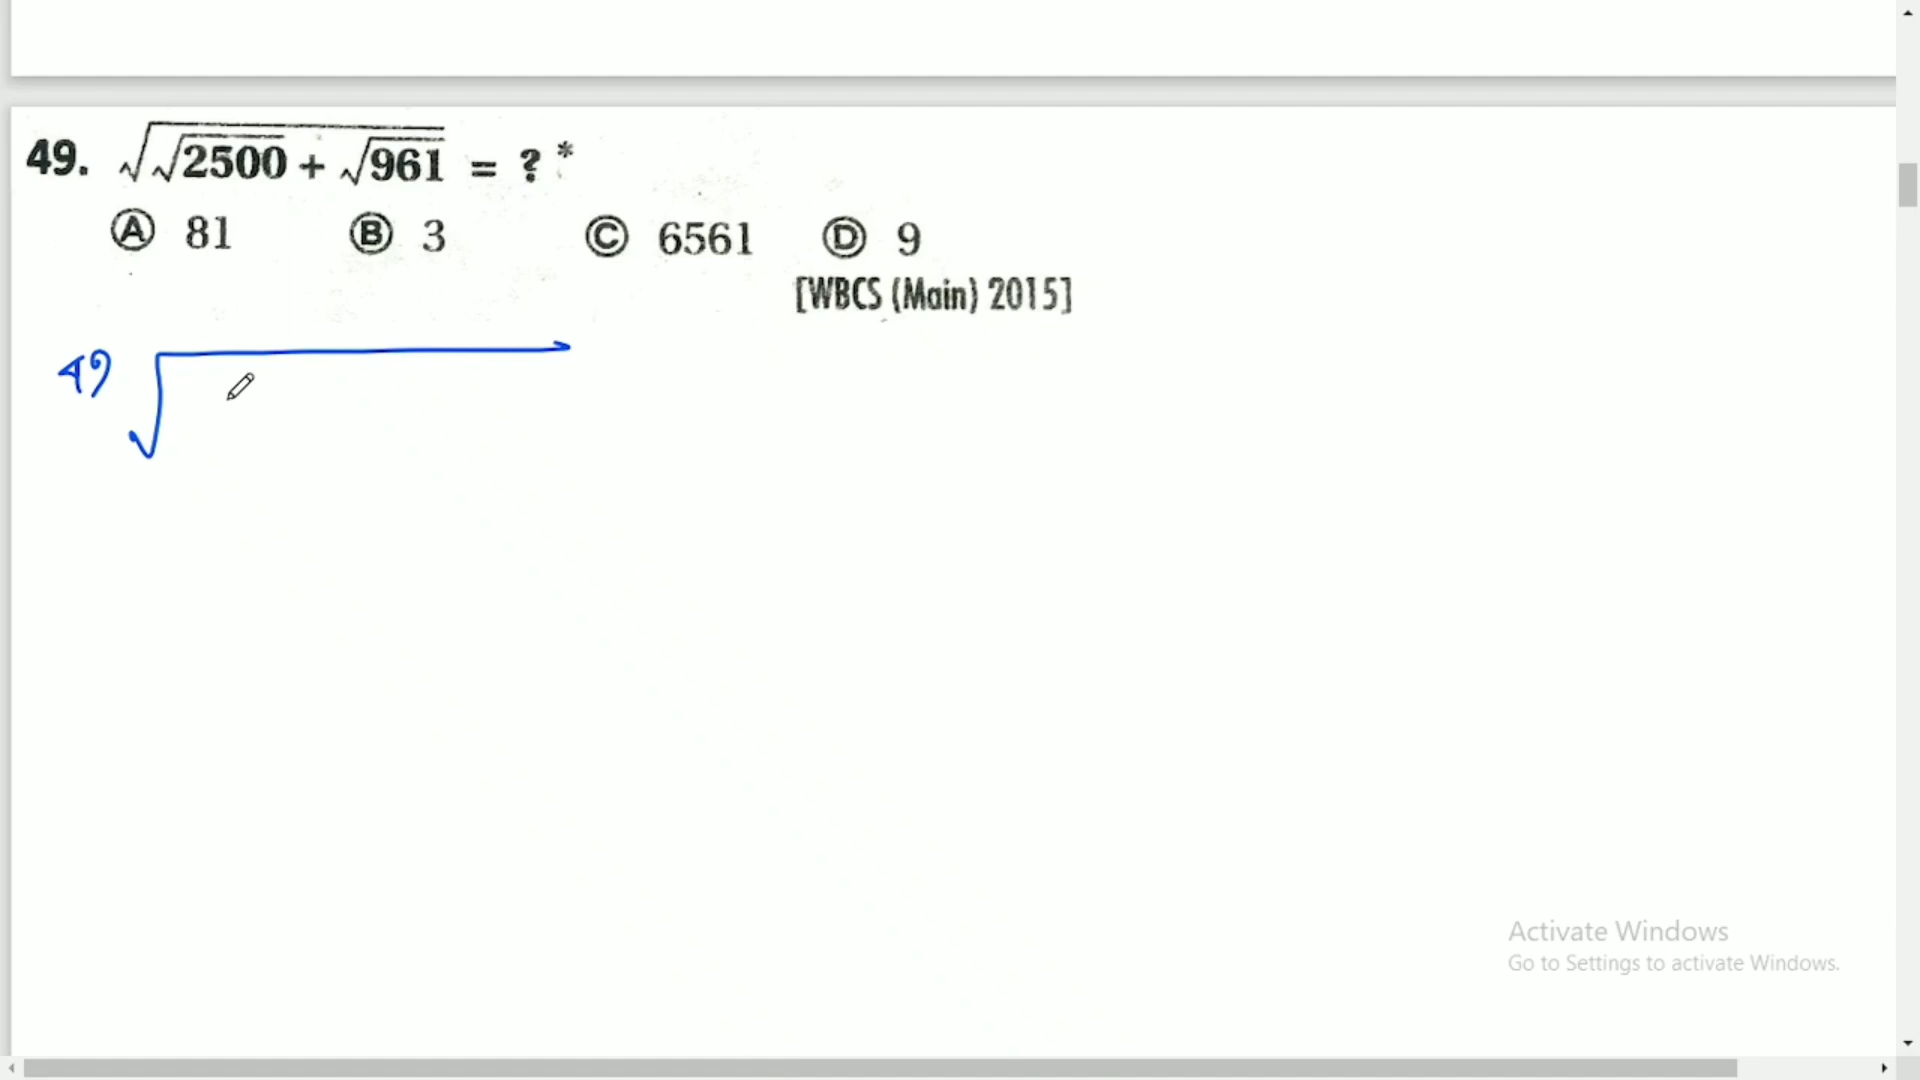 49. √(√2500 + √961) = ? *
Ⓐ 81 Ⓑ 3 Ⓒ 6561 Ⓓ 9
[WBCS (Main) 2015]
49 √
Activate Windows
Go to Settings to activate Windows.